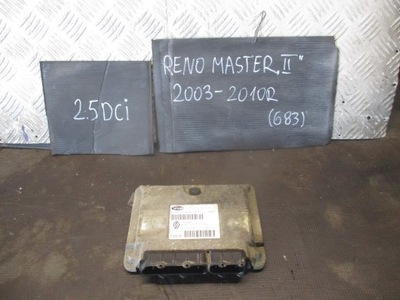 2.5DCi
RENO MASTER „II"
2003-2010R
(683)